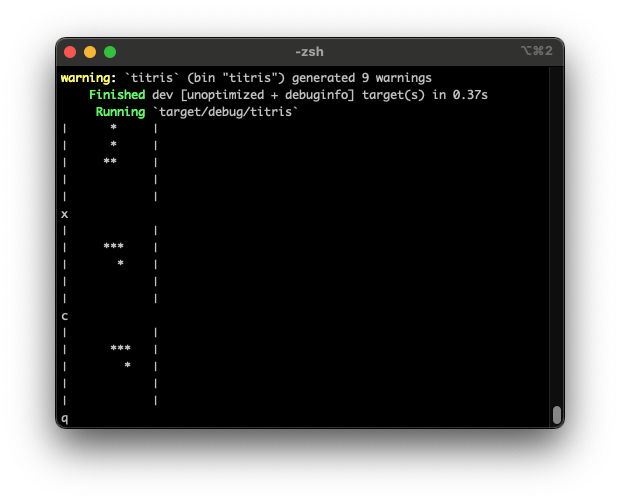 -zsh
⌥⌘2
warning: `titris` (bin "titris") generated 9 warnings
    Finished dev [unoptimized + debuginfo] target(s) in 0.37s
     Running `target/debug/titris`
|      *     |
|      *     |
|     **     |
|            |
|            |
x
|            |
|     ***    |
|       *    |
|            |
|            |
c
|            |
|      ***   |
|        *   |
|            |
|            |
q